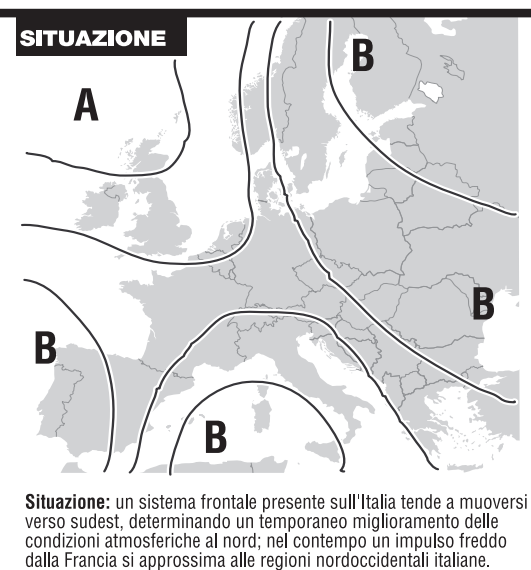 SITUAZIONE
B
A
B
B
B
Situazione: un sistema frontale presente sull'Italia tende a muoversi
verso sudest, determinando un temporaneo miglioramento delle
condizioni atmosferiche al nord; nel contempo un impulso freddo
dalla Francia si approssima alle regioni nordoccidentali italiane.